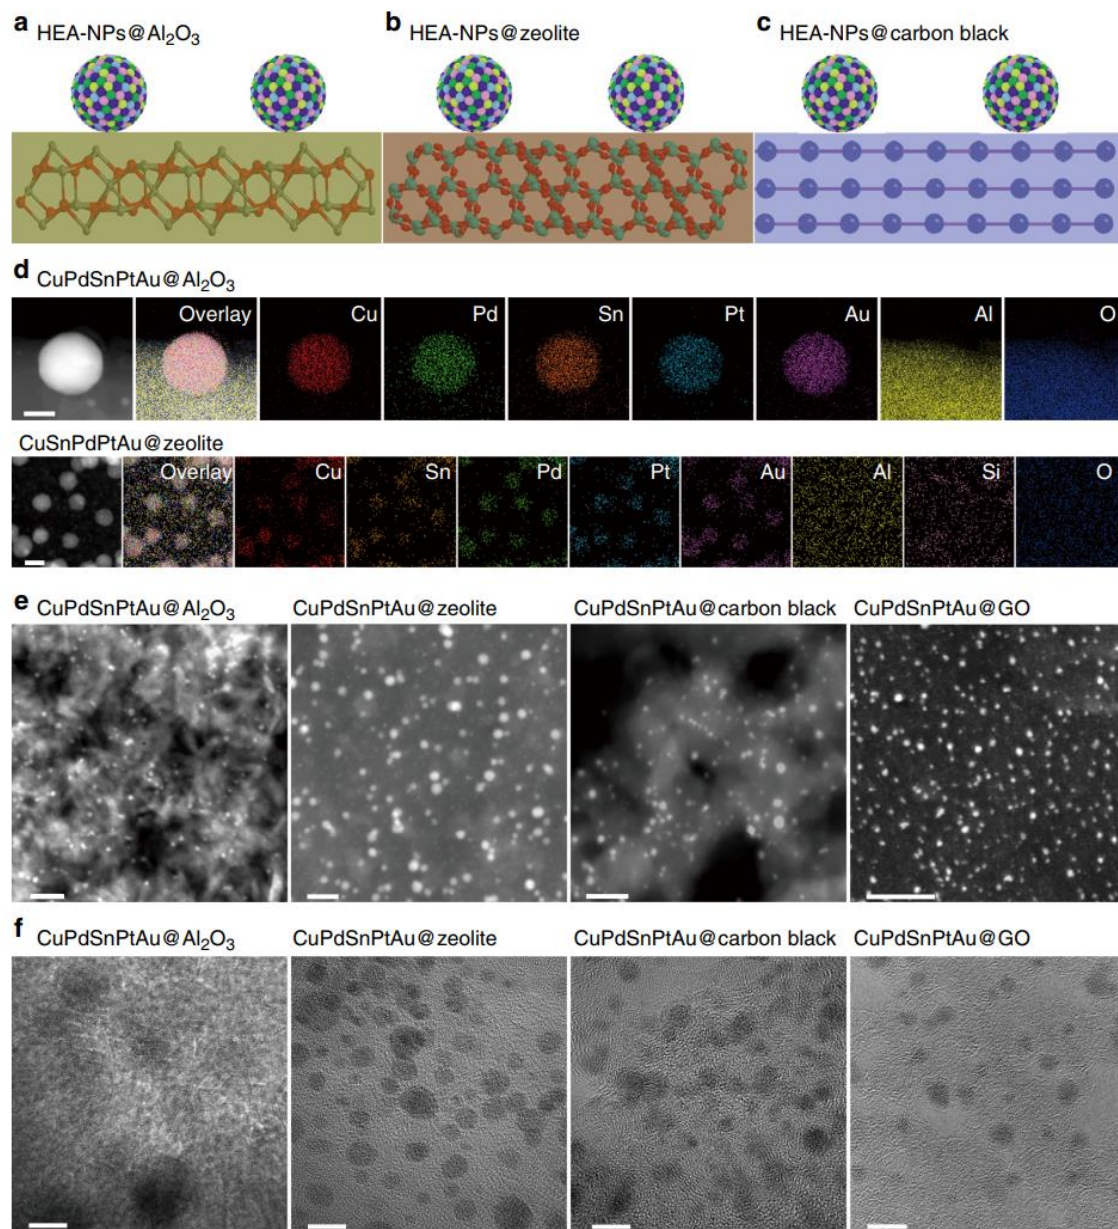 a HEA-NPs@Al₂O₃
b HEA-NPs@zeolite
c HEA-NPs@carbon black
d CuPdSnPtAu@Al₂O₃
Overlay Cu Pd Sn Pt Au Al O
CuSnPdPtAu@zeolite
Overlay Cu Sn Pd Pt Au Al Si O
e CuPdSnPtAu@Al₂O₃ CuPdSnPtAu@zeolite CuPdSnPtAu@carbon black CuPdSnPtAu@GO
f CuPdSnPtAu@Al₂O₃ CuPdSnPtAu@zeolite CuPdSnPtAu@carbon black CuPdSnPtAu@GO